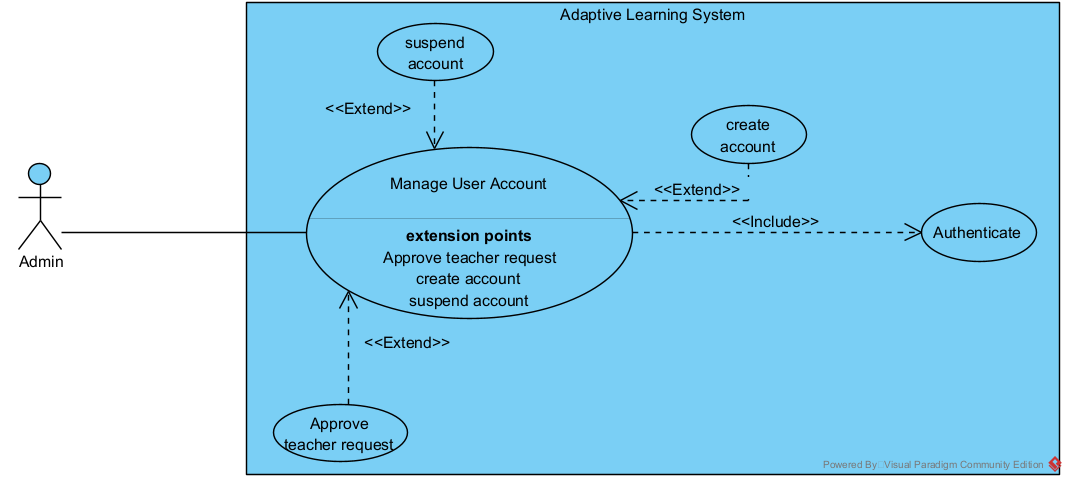 Adaptive Learning System
suspend
account
<<Extend>>
create
account
Manage User Account
<<Extend>>
<<Include>>
extension points
Approve teacher request
create account
suspend account
Authenticate
Admin
<<Extend>>
Approve
teacher request
Powered By: Visual Paradigm Community Edition